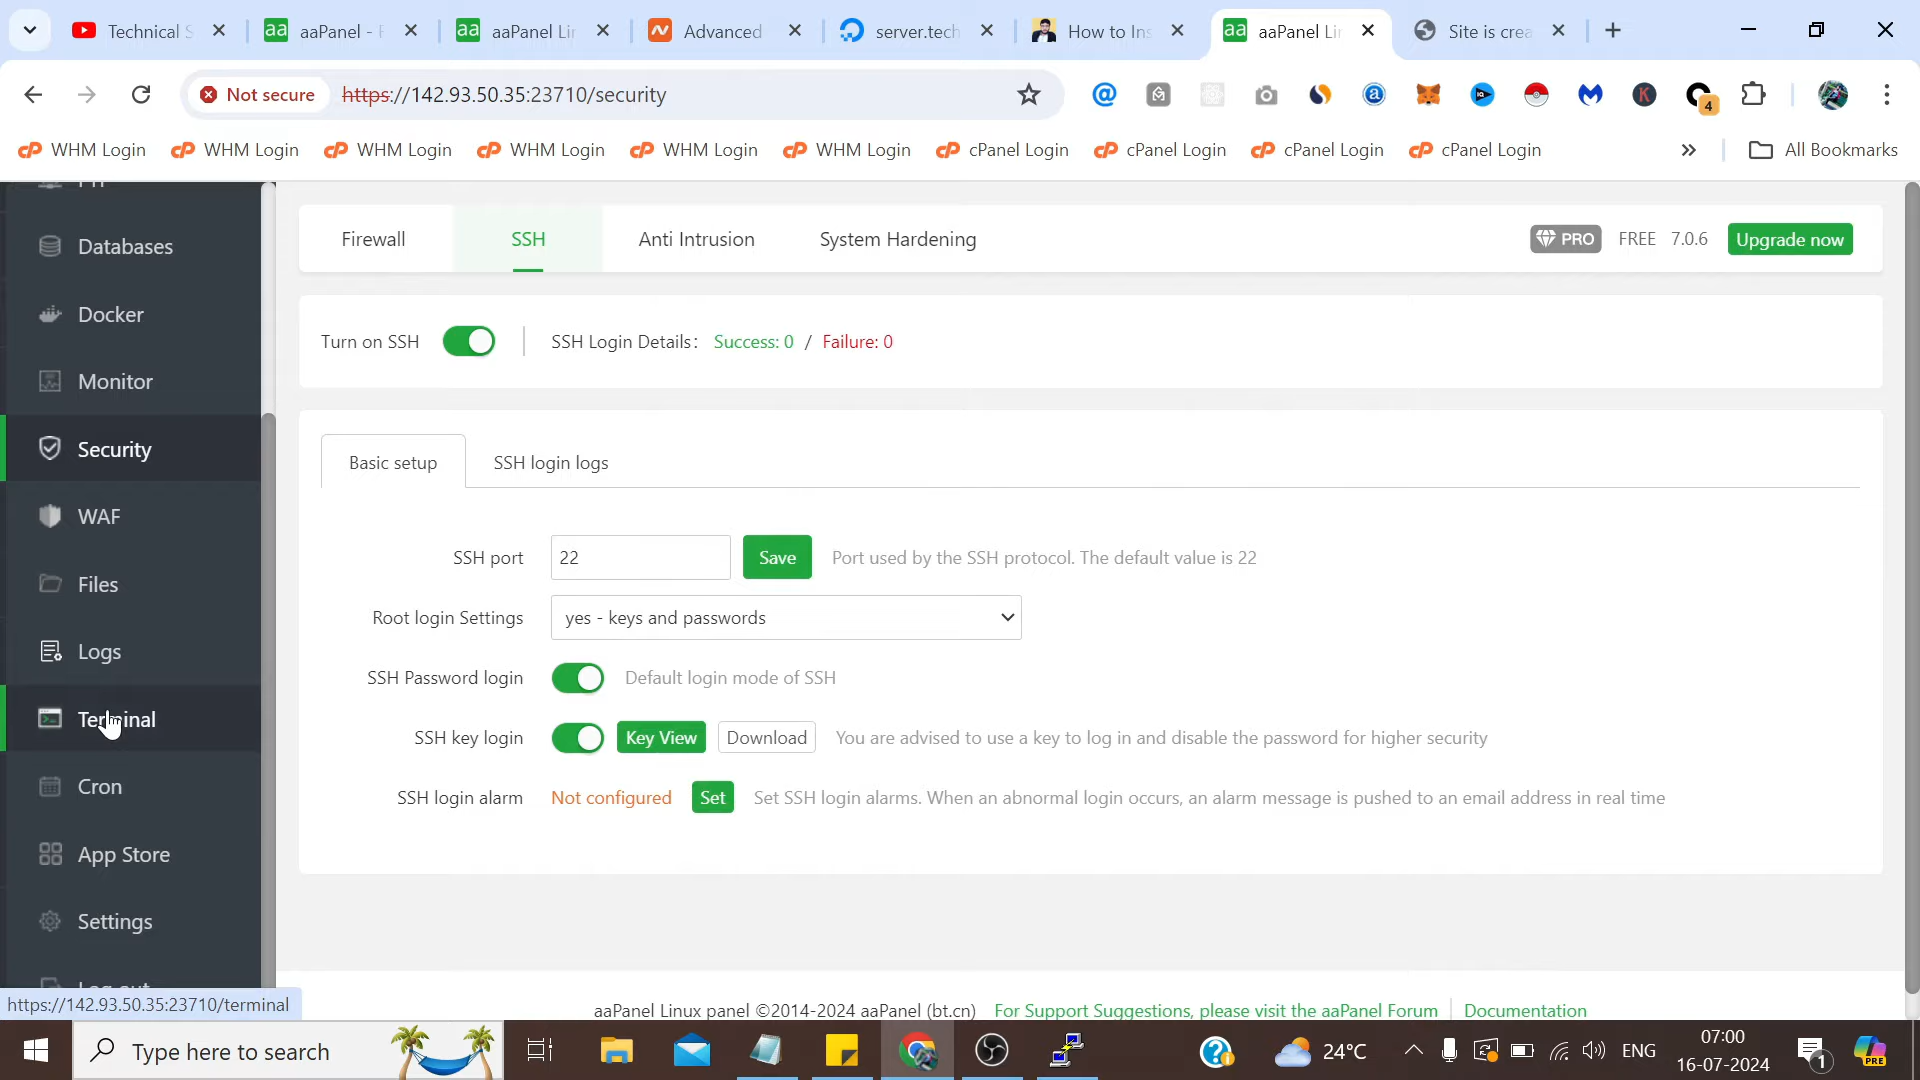 Technical S
aaPanel - F
aaPanel Lin
Advanced
server.tech
How to Ins
aaPanel Lin
Site is crea
Not secure
https://142.93.50.35:23710/security
4
WHM Login
WHM Login
WHM Login
WHM Login
WHM Login
WHM Login
cPanel Login
cPanel Login
cPanel Login
cPanel Login
All Bookmarks
Databases
Docker
Monitor
Security
WAF
Files
Logs
Terminal
Cron
App Store
Settings
Log out
https://142.93.50.35:23710/terminal
Firewall
SSH
Anti Intrusion
System Hardening
PRO
FREE 7.0.6
Upgrade now
Turn on SSH
SSH Login Details: Success: 0 / Failure: 0
Basic setup
SSH login logs
SSH port
22
Save
Port used by the SSH protocol. The default value is 22
Root login Settings
yes - keys and passwords
SSH Password login
Default login mode of SSH
SSH key login
Key View
Download
You are advised to use a key to log in and disable the password for higher security
SSH login alarm
Not configured
Set
Set SSH login alarms. When an abnormal login occurs, an alarm message is pushed to an email address in real time
aaPanel Linux panel ©2014-2024 aaPanel (bt.cn)
For Support Suggestions, please visit the aaPanel Forum
Documentation
Type here to search
24°C
ENG
07:00
16-07-2024
1
PRE